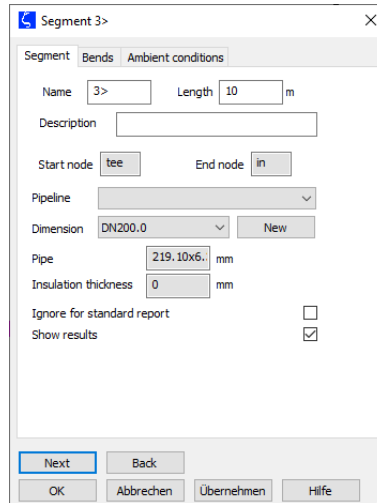 Segment 3>
Segment Bends Ambient conditions
Name 3> Length 10 m
Description
Start node tee End node in
Pipeline
Dimension DN200.0 New
Pipe 219.10x6. mm
Insulation thickness 0 mm
Ignore for standard report
Show results
Next Back
OK Abbrechen Übernehmen Hilfe